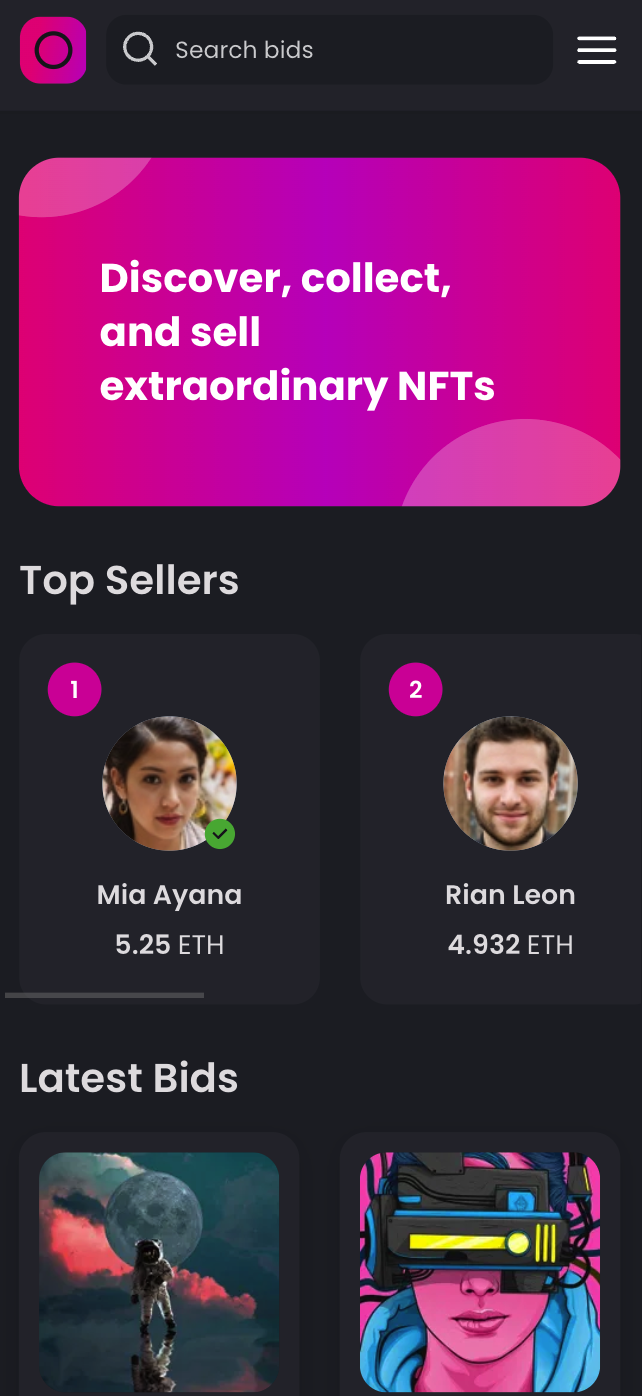 Search bids
Discover, collect,
and sell
extraordinary NFTs
Top Sellers
1
2
Mia Ayana
Rian Leon
5.25 ETH
4.932 ETH
Latest Bids